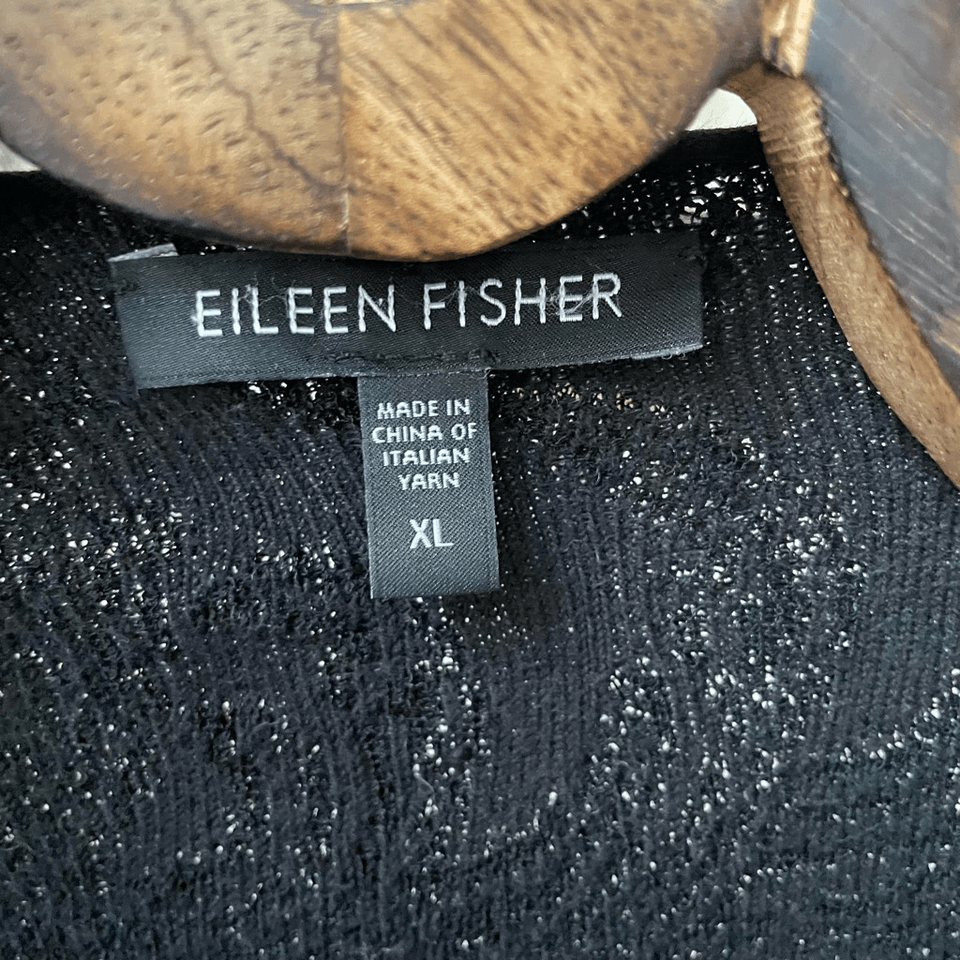 EILEEN FISHER
MADE IN
CHINA OF
ITALIAN
YARN
XL